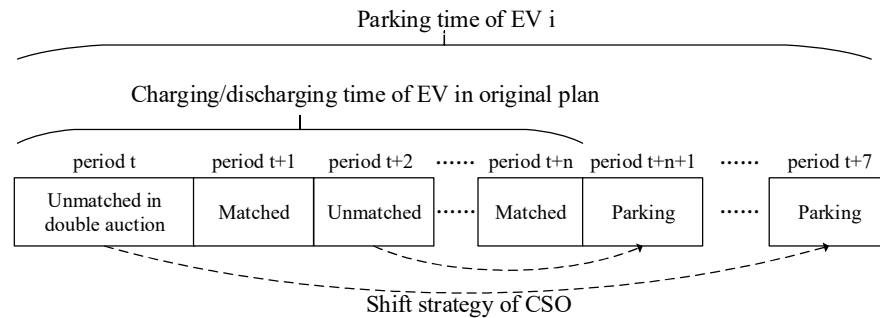 Parking time of EV i
Charging/discharging time of EV in original plan
period t period t+1 period t+2 ...... period t+n period t+n+1 ...... period t+7
Unmatched in
double auction
Matched
Unmatched
......
Matched
Parking
......
Parking
Shift strategy of CSO